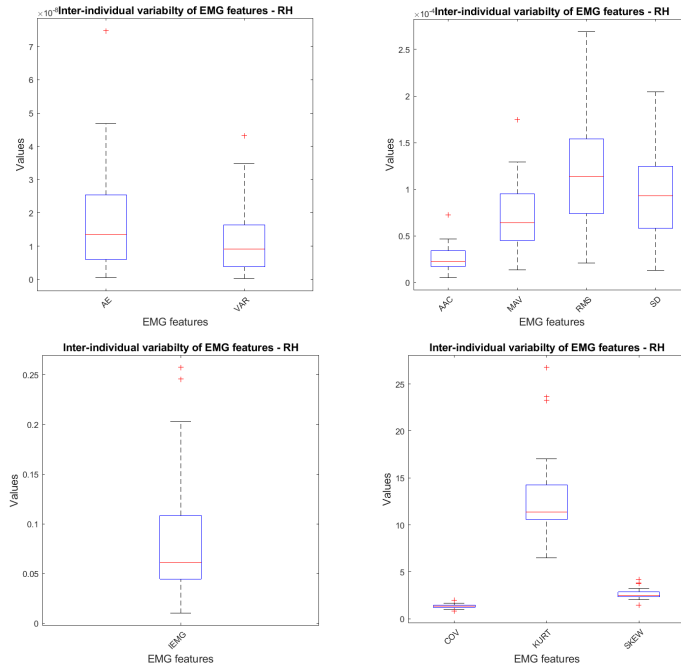 ×10⁻⁸ Inter-individual variabilty of EMG features - RH
7
6
5
4
3
2
1
0
Values
AE
VAR
EMG features
×10⁻⁴ Inter-individual variabilty of EMG features - RH
2.5
2
1.5
1
0.5
0
Values
AAC
MAV
RMS
SD
EMG features
Inter-individual variabilty of EMG features - RH
0.25
0.2
0.15
0.1
0.05
0
Values
IEMG
EMG features
Inter-individual variabilty of EMG features - RH
25
20
15
10
5
0
Values
COV
KURT
SKEW
EMG features